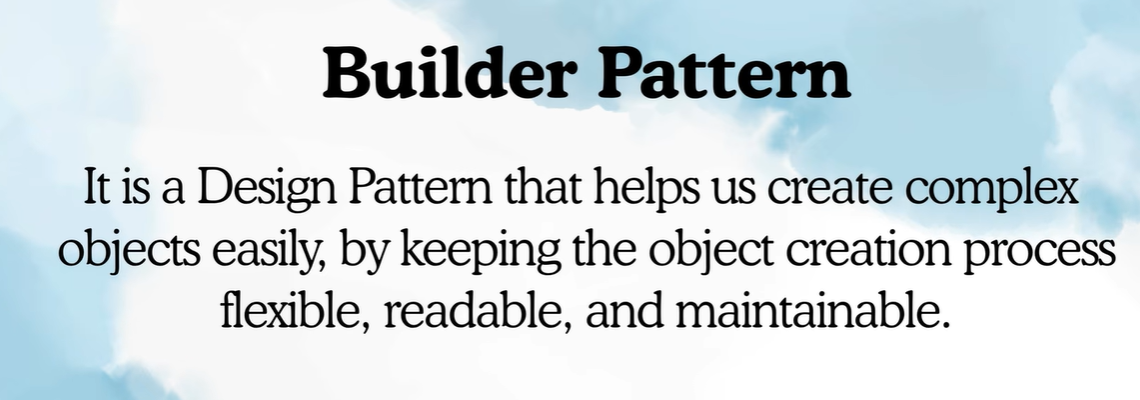 Builder Pattern
It is a Design Pattern that helps us create complex
objects easily, by keeping the object creation process
flexible, readable, and maintainable.